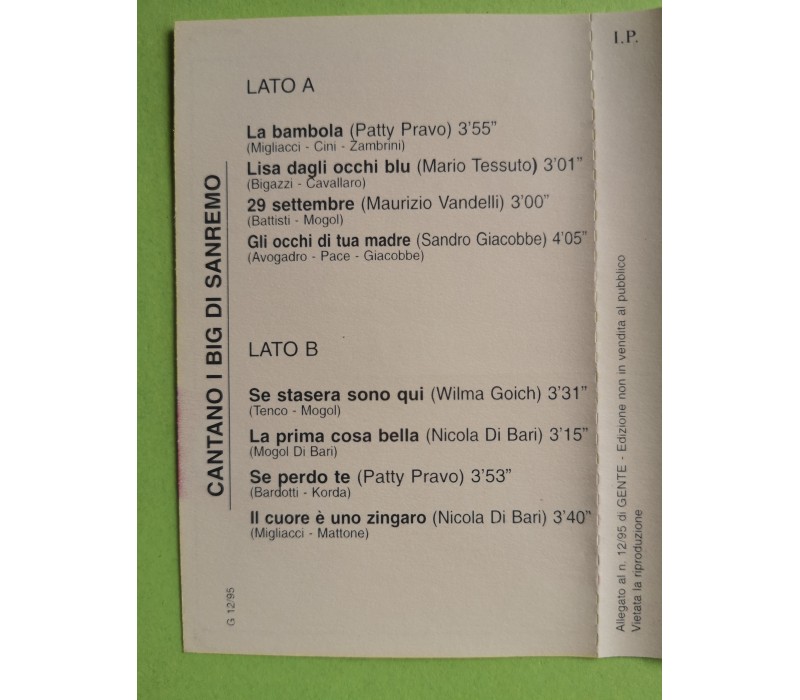 CANTANO I BIG DI SANREMO
LATO A
La bambola (Patty Pravo) 3'55"
(Migliacci - Cini - Zambrini)
Lisa dagli occhi blu (Mario Tessuto) 3'01"
(Bigazzi - Cavallaro)
29 settembre (Maurizio Vandelli) 3'00"
(Battisti - Mogol)
Gli occhi di tua madre (Sandro Giacobbe) 4'05"
(Avogadro - Pace - Giacobbe)
LATO B
Se stasera sono qui (Wilma Goich) 3'31"
(Tenco - Mogol)
La prima cosa bella (Nicola Di Bari) 3'15"
(Mogol Di Bari)
Se perdo te (Patty Pravo) 3'53"
(Bardotti - Korda)
Il cuore è uno zingaro (Nicola Di Bari) 3'40"
(Migliacci - Mattone)
G 12/95
I.P.
Allegato al n. 12/95 di GENTE - Edizione non in vendita al pubblico
Vietata la riproduzione